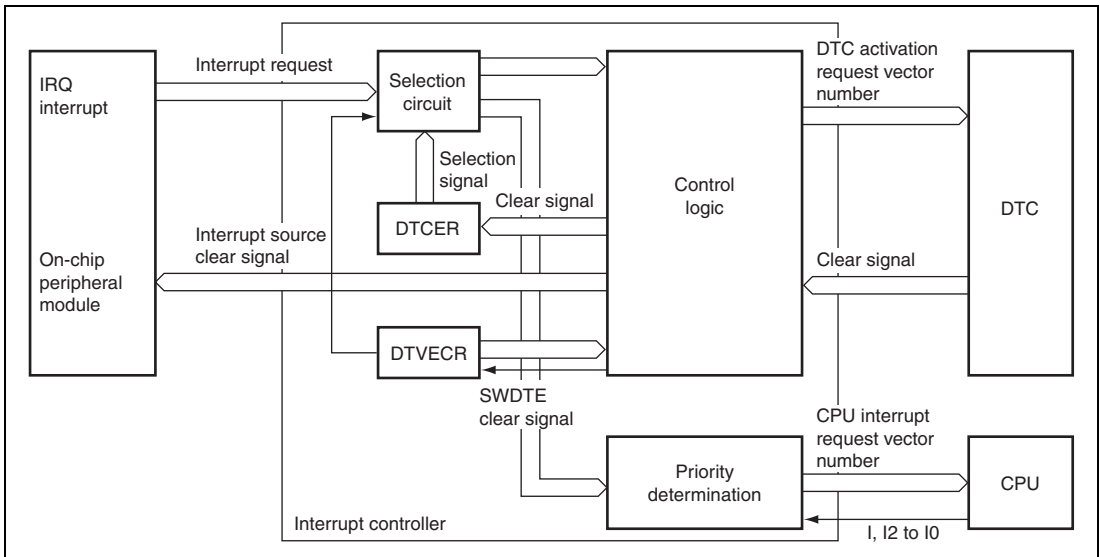 IRQ
interrupt
On-chip
peripheral
module
Interrupt request
Interrupt source
clear signal
Selection
circuit
Selection
signal
DTCER
Clear signal
DTVECR
SWDTE
clear signal
Control
logic
DTC activation
request vector
number
Clear signal
DTC
Priority
determination
CPU interrupt
request vector
number
CPU
I, I2 to I0
Interrupt controller